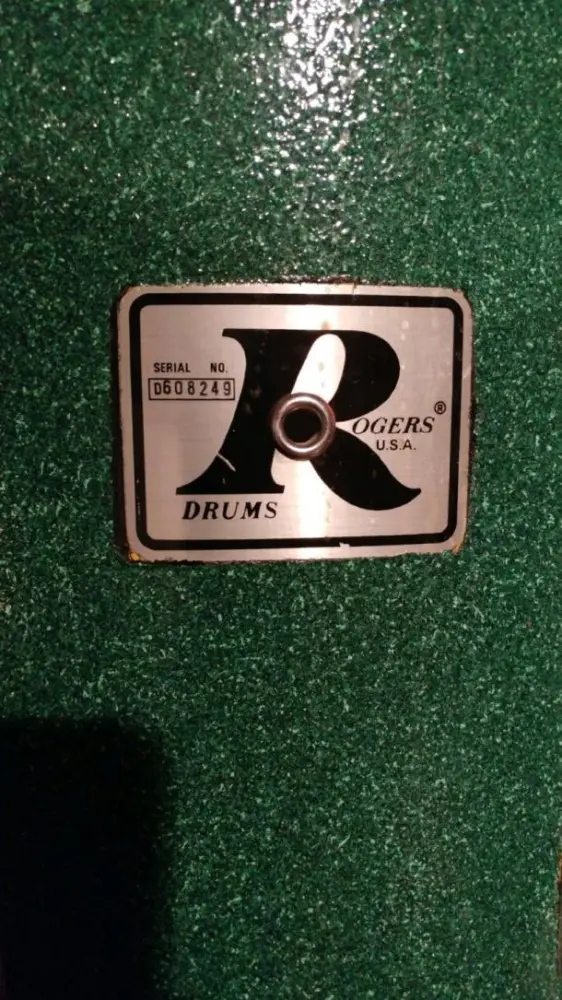 SERIAL NO.
D608249
ROGERS®
U.S.A.
DRUMS